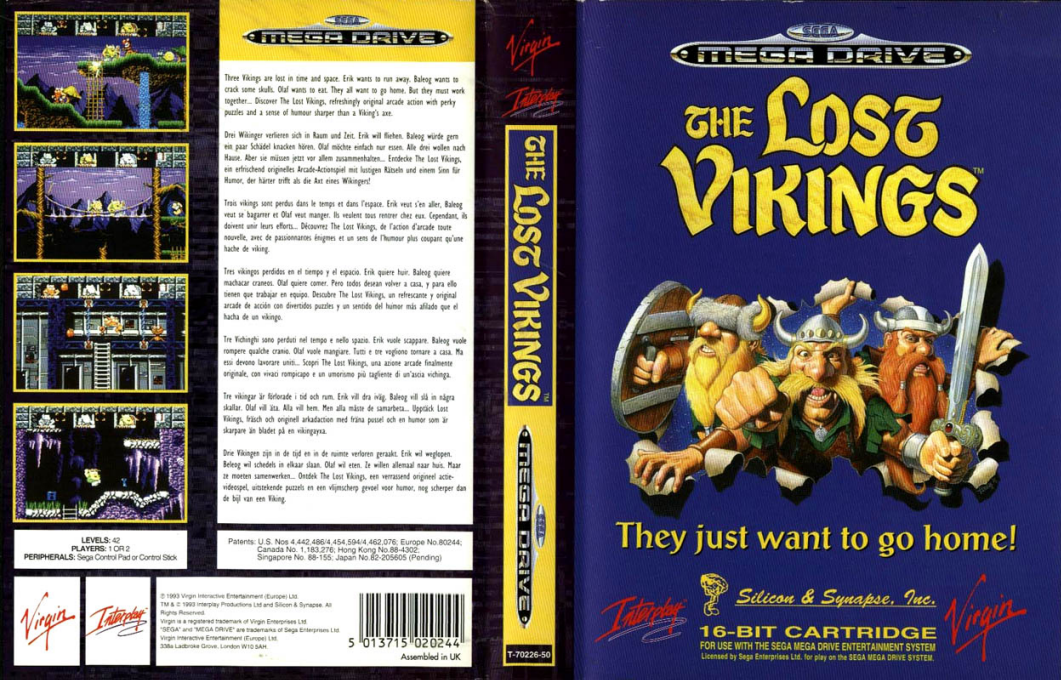 SEGA
MEGA DRIVE
Three Vikings are lost in time and space. Erik wants to run away. Baleog wants to
crack some skulls. Olaf wants to eat. They all want to go home. But they must work
together... Discover The Lost Vikings, refreshingly original arcade action with perky
puzzles and a sense of humour sharper than a Viking's axe.
Drei Wikinger verlieren sich in Raum und Zeit. Erik will fliehen. Baleog würde gern
ein paar Schädel knacken hören. Olaf möchte einfach nur essen. Alle drei wollen nach
Hause. Aber sie müssen jetzt vor allem zusammenhalten... Entdecke The Lost Vikings,
ein erfrischend originelles Arcade-Actionspiel mit lustigen Rätseln und einem Sinn für
Humor, der härter trifft als die Axt eines Wikingers!
Trois vikings sont perdus dans le temps et dans l'espace. Erik veut s'en aller, Baleog
veut se bagarrer et Olaf veut manger. Ils veulent tous rentrer chez eux. Cependant, ils
doivent unir leurs efforts... Découvrez The Lost Vikings, de l'action d'arcade toute
nouvelle, avec de passionnantes énigmes et un sens de l'humour plus coupant qu'une
hache de viking.
Tres vikingos perdidos en el tiempo y el espacio. Erik quiere huir. Baleog quiere
machacar craneos. Olaf quiere comer. Pero todos desean volver a casa, y para ello
tienen que trabajar en equipo. Descubre The Lost Vikings, un refrescante y original
arcade de acción con divertidos puzzles y un sentido del humor más afilado que el
hacha de un vikingo.
Tre Vichinghi sono perduti nel tempo e nello spazio. Erik vuole scappare. Baleog vuole
rompere qualche cranio. Olaf vuole mangiare. Tutti e tre vogliono tornare a casa. Ma
essi devono lavorare uniti... Scopri The Lost Vikings, una azione arcade finalmente
originale, con vivaci rompicapo e un umorismo più tagliente di un'ascia vichinga.
Tre vikingar är förlorade i tid och rum. Erik vill dra iväg. Baleog vill slå in några
skallar. Olaf vill äta. Alla vill hem. Men alla måste de samarbeta... Upptäck Lost
Vikings, fräsch och originell arkadaction med fräna pussel och en humor som är
skarpare än bladet på en vikingayxa.
Drie Vikingen zijn in de tijd en in de ruimte verloren geraakt. Erik wil weglopen.
Beleog wil schedels in elkaar slaan. Olaf wil eten. Ze willen allemaal naar huis. Maar
ze moeten samenwerken... Ontdek The Lost Vikings, een verrassend origineel actie-
videospel, uitstekende puzzels en een vlijmscherp gevoel voor humor, nog scherper dan
de bijl van een Viking.
LEVELS: 42
PLAYERS: 1 OR 2
PERIPHERALS: Sega Control Pad or Control Stick
Patents: U.S. Nos 4,442,486/4,454,594/4,462,076; Europe No.80244;
Canada No. 1,183,276; Hong Kong No.88-4302;
Singapore No. 88-155; Japan No.82-205605 (Pending)
Virgin
Interplay
© 1993 Virgin Interactive Entertainment (Europe) Ltd.
TM & © 1993 Interplay Productions Ltd and Silicon & Synapse. All
Rights Reserved.
Virgin is a registered trademark of Virgin Enterprises Ltd.
"SEGA" and "MEGA DRIVE" are trademarks of Sega Enterprises Ltd.
Virgin Interactive Entertainment (Europe) Ltd.
338a Ladbroke Grove, London W10 5AH.
5 013715 020244
Assembled in UK
Virgin
Interplay
THE LOST VIKINGS TM
SEGA
MEGA DRIVE
T-70226-50
SEGA
MEGA DRIVE
THE LOST
VIKINGS TM
They just want to go home!
Interplay
Silicon & Synapse, Inc.
Virgin
16-BIT CARTRIDGE
FOR USE WITH THE SEGA MEGA DRIVE ENTERTAINMENT SYSTEM
Licensed by Sega Enterprises Ltd. for play on the SEGA MEGA DRIVE SYSTEM.